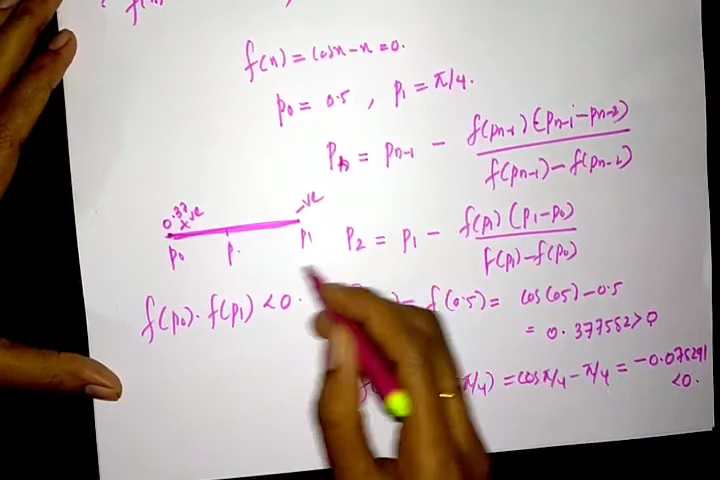 f(x) = cosx - x = 0.
p₀ = 0.5 , p₁ = π/4.
Pₙ = pₙ₋₁ - f(pₙ₋₁) (pₙ₋₁ - pₙ₋₂) / f(pₙ₋₁) - f(pₙ₋₂)
0.37 +ve -ve
p₀ p. p₁
P₂ = p₁ - f(p₁) (p₁ - p₀) / f(p₁) - f(p₀)
f(p₀). f(p₁) < 0. f(0.5) = cos(0.5) - 0.5
= 0.377582 > 0
π/4) = cosπ/4 - π/4 = -0.078291
< 0.